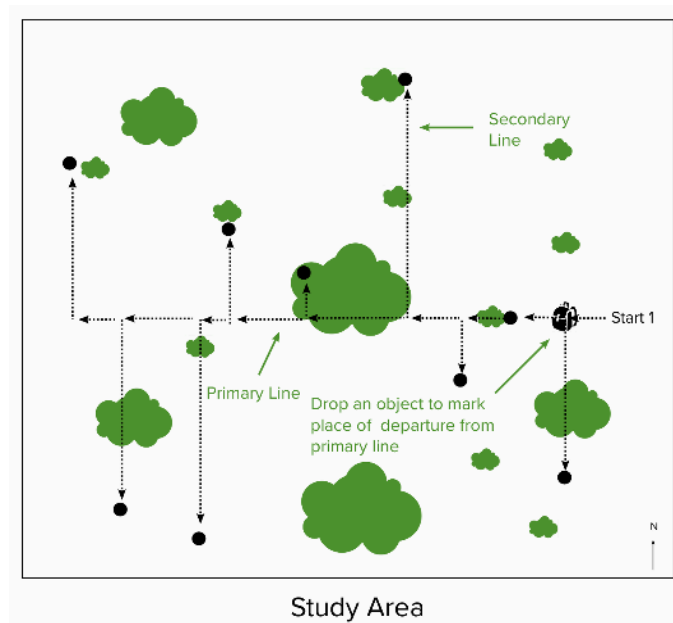 Secondary
Line
Start 1
Primary Line
Drop an object to mark
place of departure from
primary line
N
Study Area